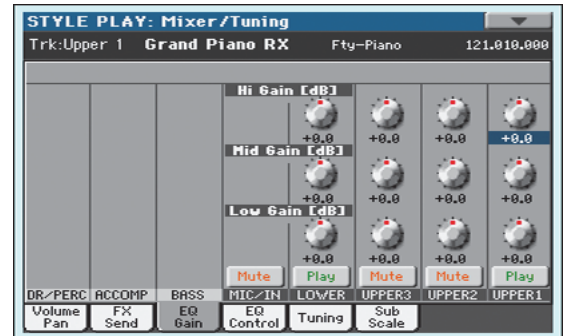 STYLE PLAY: Mixer/Tuning
Trk:Upper 1 Grand Piano RX Fty-Piano 121.010.000
Hi Gain [dB]
+0.0 +0.0 +0.0 +0.0
Mid Gain [dB]
+0.0 +0.0 +0.0 +0.0
Low Gain [dB]
+0.0 +0.0 +0.0 +0.0
Mute Play Mute Mute Play
DR/PERC ACCOMP BASS MIC/IN LOWER UPPER3 UPPER2 UPPER1
Volume Pan FX Send EQ Gain EQ Control Tuning Sub Scale